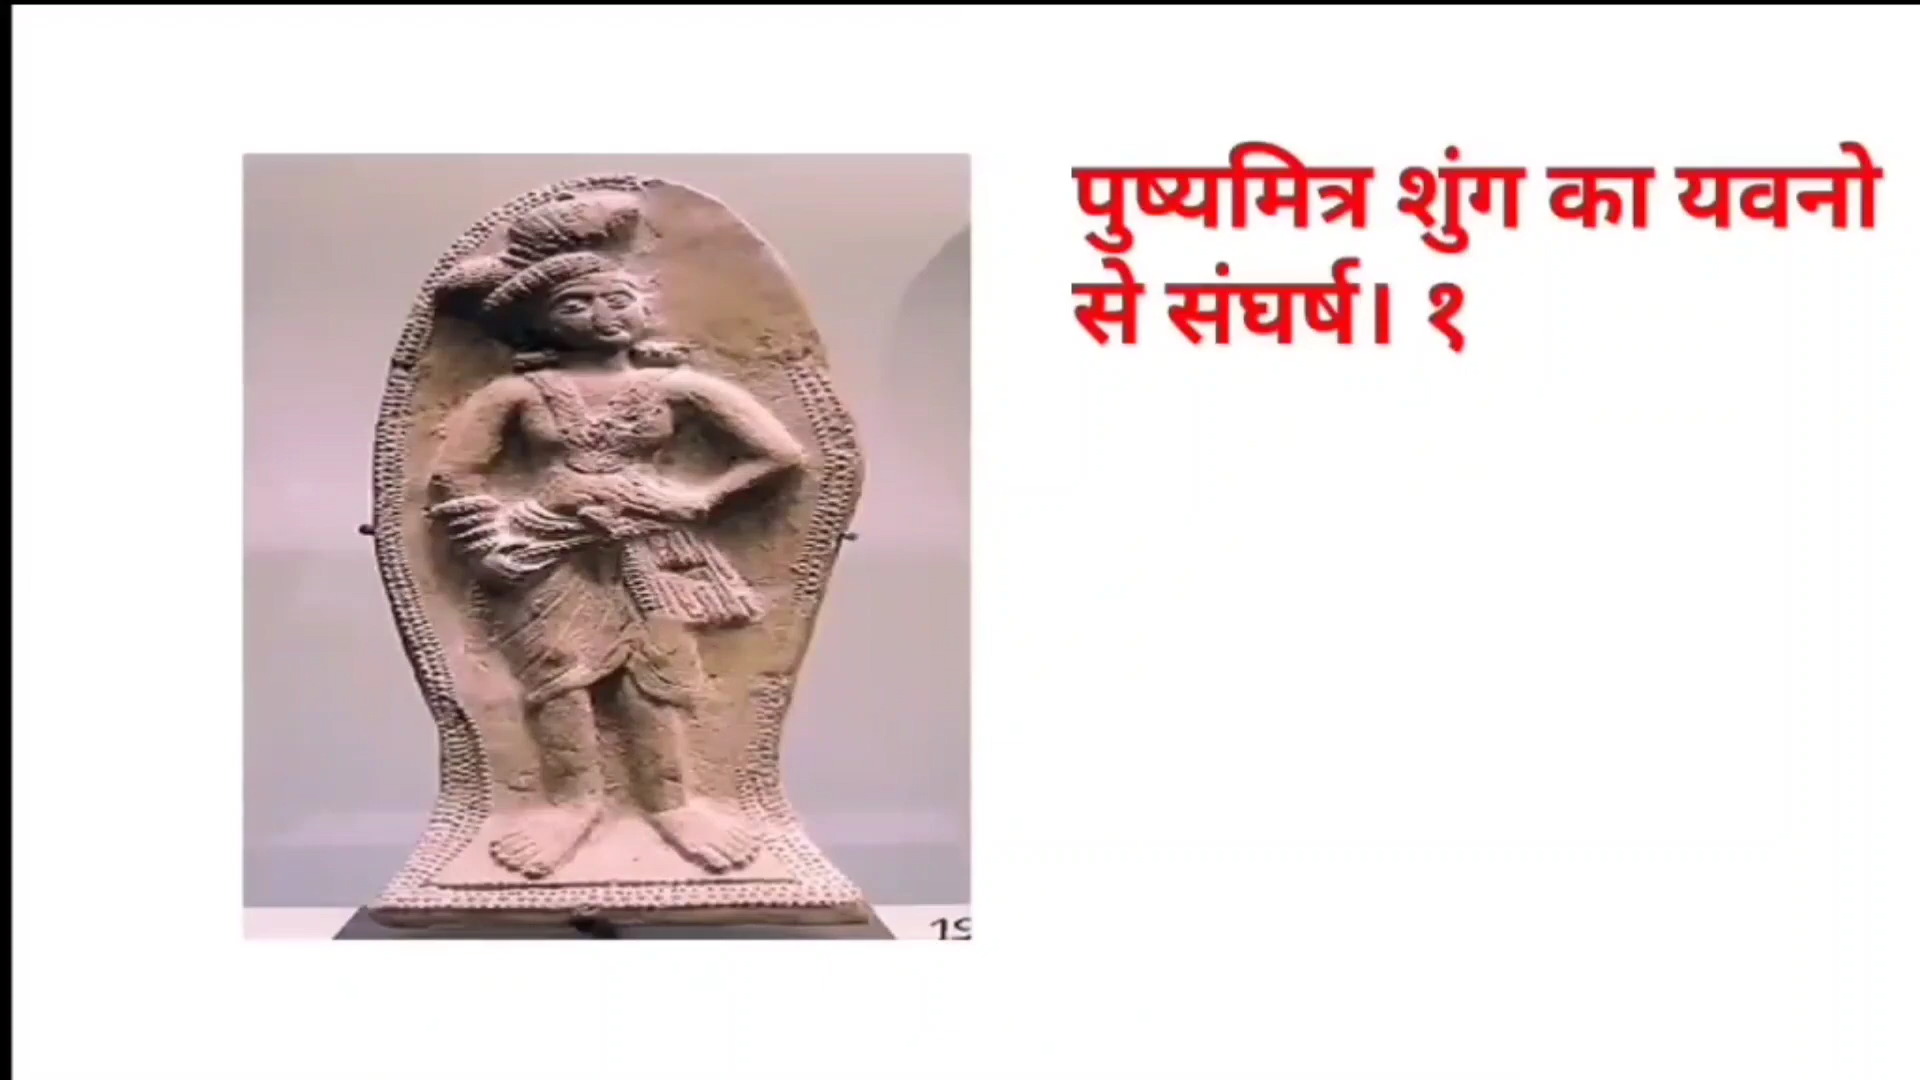 पुष्यमित्र शुंग का यवनो
से संघर्ष। १